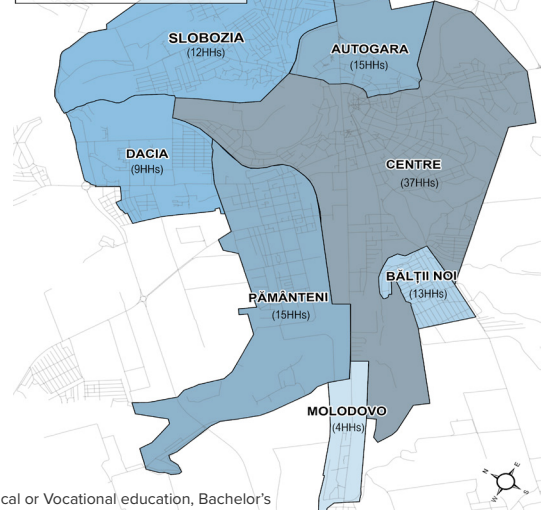 SLOBOZIA
(12HHs)
AUTOGARA
(15HHs)
DACIA
(9HHs)
CENTRE
(37HHs)
BĂLȚII NOI
(13HHs)
PĂMÂNTENI
(15HHs)
MOLODOVO
(4HHs)
N
E
W
S
cal or Vocational education, Bachelor's